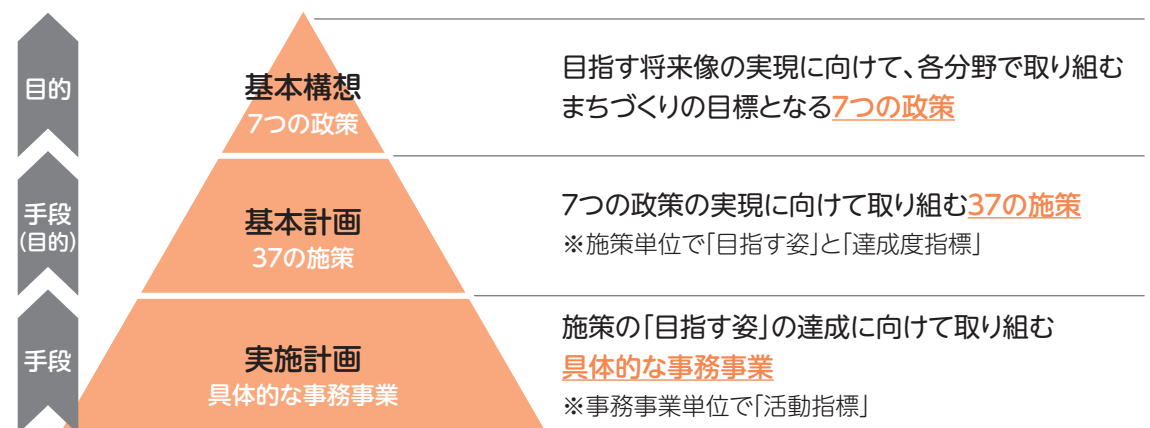 目的
基本構想
7つの政策
目指す将来像の実現に向けて、各分野で取り組む
まちづくりの目標となる7つの政策
手段
(目的)
基本計画
37の施策
7つの政策の実現に向けて取り組む37の施策
※施策単位で「目指す姿」と「達成度指標」
手段
実施計画
具体的な事務事業
施策の「目指す姿」の達成に向けて取り組む
具体的な事務事業
※事務事業単位で「活動指標」